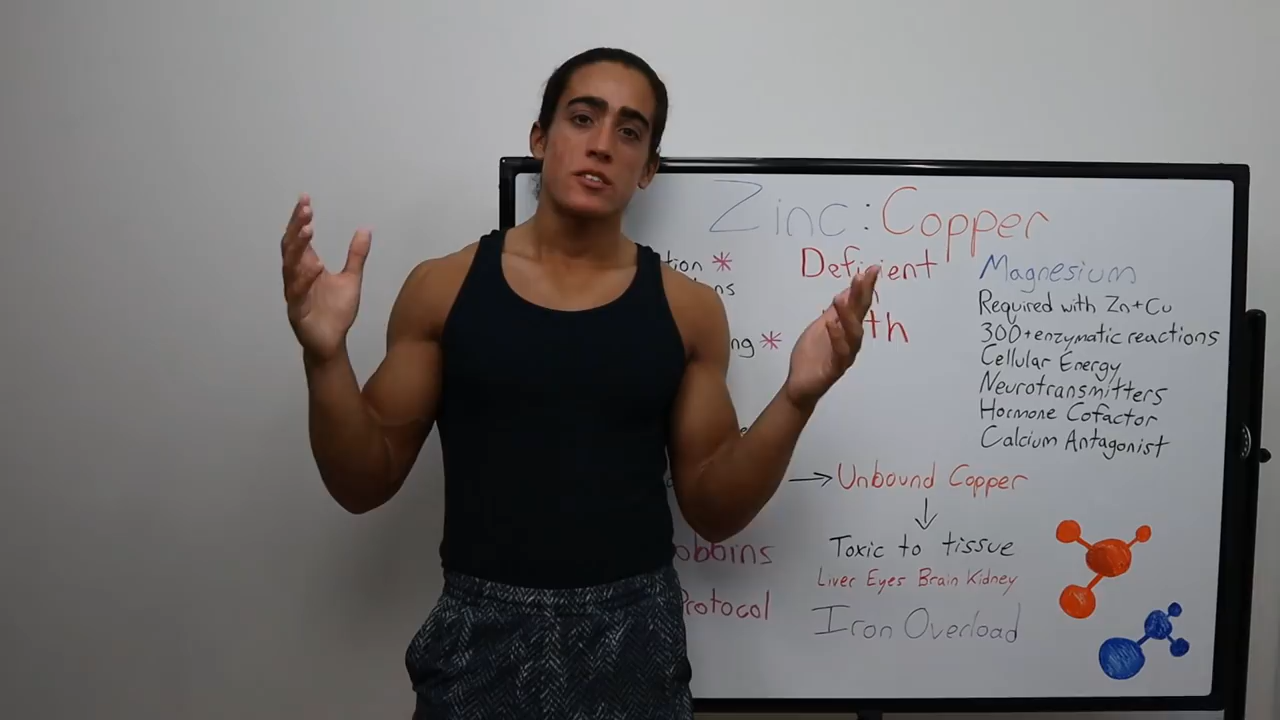 Zinc:Copper
Deficient
Magnesium
Required with Zn+Cu
300+enzymatic reactions
Cellular Energy
Neurotransmitters
Hormone Cofactor
Calcium Antagonist
→Unbound Copper
↓
Toxic to tissue
Liver Eyes Brain Kidney
Iron Overload
Protocol